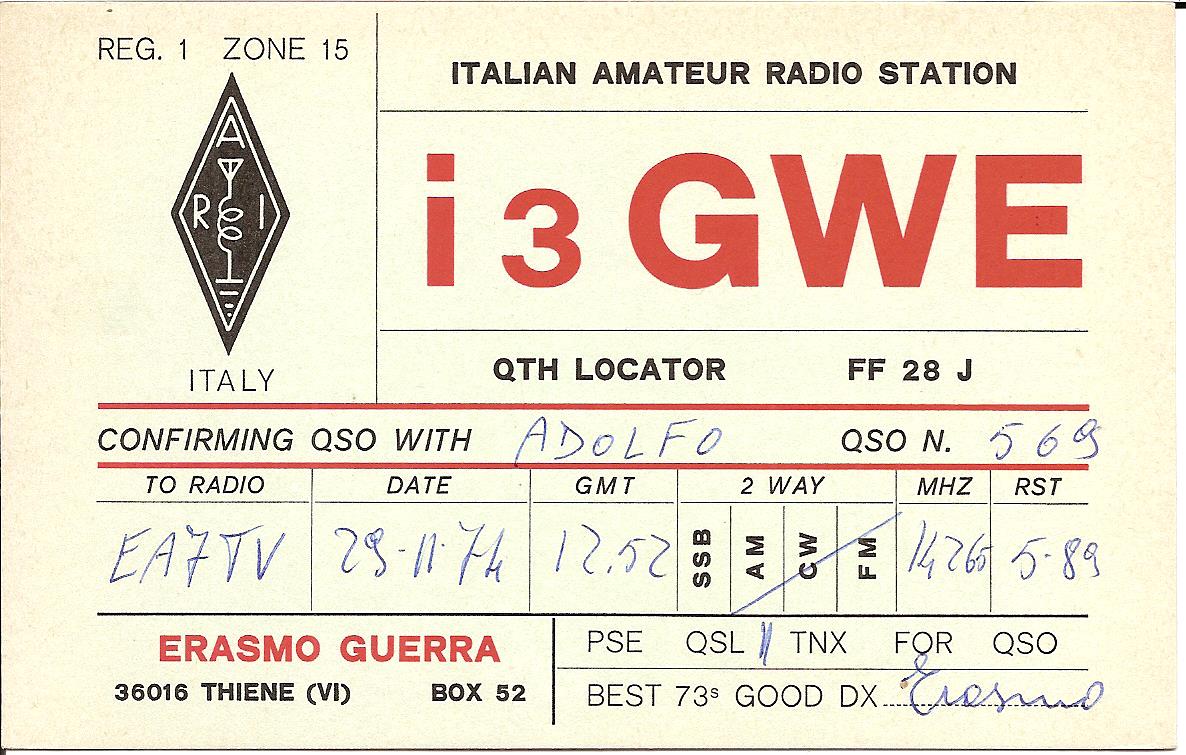 REG. 1 ZONE 15
A
R I
ITALY
ITALIAN AMATEUR RADIO STATION
i3GWE
QTH LOCATOR FF 28 J
CONFIRMING QSO WITH ADOLFO QSO N. 569
TO RADIO DATE GMT 2 WAY MHZ RST
EA7TV 29-11-74 12.52 SSB AM CW FM 14265 5-89
ERASMO GUERRA
36016 THIENE (VI) BOX 52
PSE QSL TNX FOR QSO
BEST 73s GOOD DX Erasmo